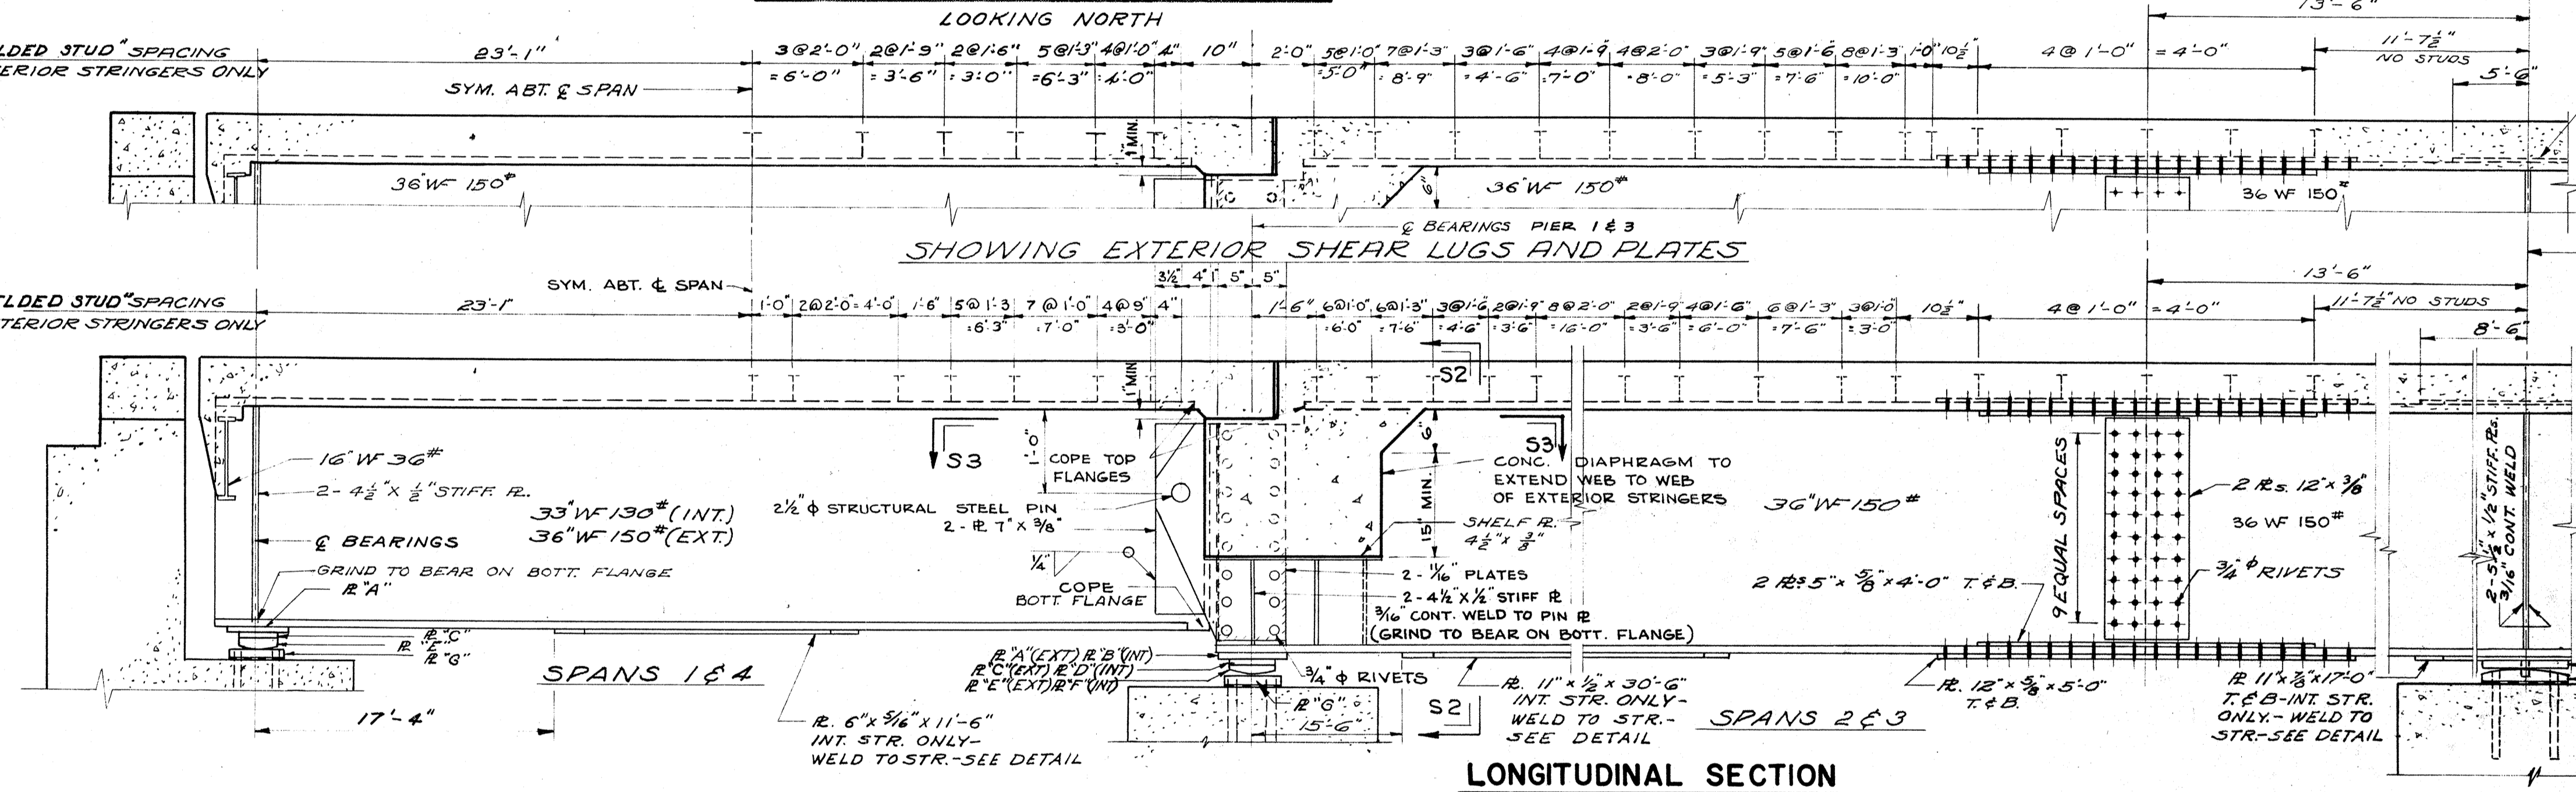 LOOKING NORTH
13'-6"
LDED STUD" SPACING
ERIOR STRINGERS ONLY
23'-1"
3@2'-0" 2@1'-9" 2@1'-6" 5@1'-3" 4@1'-0" 4" 10" 2'-0" 5@1'-0" 7@1'-3" 3@1'-6" 4@1'-9" 4@2'-0" 3@1'-9" 5@1'-6" 8@1'-3" 1'-0" 10½" 4@1'-0" = 4'-0"
11'-7½"
NO STUDS
= 6'-0" = 3'-6" = 3'-0" = 6'-3" = 4'-0" = 5'-0" = 8'-9" = 4'-6" = 7'-0" = 8'-0" = 5'-3" = 7'-6" = 10'-0"
5'-6"
SYM. ABT. ℄ SPAN
1" MIN.
36" WF 150#
6"
36" WF 150#
36 WF 150#
℄ BEARINGS PIER 1 & 3
SHOWING EXTERIOR SHEAR LUGS AND PLATES
3½" 4" 1" 5" 5"
13'-6"
SYM. ABT. ℄ SPAN
ELDED STUD" SPACING
TERIOR STRINGERS ONLY
23'-1"
1'-0" 2@2'-0" = 4'-0" 1'-6" 5@1'-3 7@1'-0" 4@9" 4" 1'-6" 6@1'-0" 6@1'-3" 3@1'-6 2@1'-9" 8@2'-0" 2@1'-9 4@1'-6" 6@1'-3" 3@1'-0 10½" 4@1'-0" = 4'-0"
11'-7½" NO STUDS
= 6'-3" = 7'-0" = 3'-0" = 6'-0" = 7'-6" = 4'-6" = 3'-6" = 16'-0" = 3'-6" = 6'-0" = 7'-6" = 3'-0"
8'-6"
1" MIN
S2
S3
S3
1'-0"
6"
15" MIN.
16" WF 36#
2- 4½" x ½" STIFF. ℞.
33" WF 130# (INT.)
36" WF 150# (EXT.)
℄ BEARINGS
GRIND TO BEAR ON BOTT. FLANGE
℞ "A"
COPE TOP
FLANGES
2½" ɸ STRUCTURAL STEEL PIN
2 - ℞ 7" x 3/8"
1/4"
COPE
BOTT. FLANGE
CONC. DIAPHRAGM TO
EXTEND WEB TO WEB
OF EXTERIOR STRINGERS
SHELF ℞.
4½" x 3/8"
2 - 11/16" PLATES
2 - 4½" x ½" STIFF ℞
3/16" CONT. WELD TO PIN ℞
(GRIND TO BEAR ON BOTT. FLANGE)
36" WF 150#
2 ℞s 5" x 5/8" x 4'-0" T. & B.
9 EQUAL SPACES
2 ℞s. 12" x 3/8"
36 WF 150#
3/4" ɸ RIVETS
2-5½" x 1/2" STIFF. ℞s.
3/16" CONT. WELD
℞ "C"
℞ "E"
℞ "G"
SPANS 1 & 4
17'-4"
℞. 6" x 5/16" x 11'-6"
INT. STR. ONLY-
WELD TO STR.-SEE DETAIL
℞ "A" (EXT) ℞ "B" (INT)
℞ "C" (EXT) ℞ "D" (INT)
℞ "E" (EXT) ℞ "F" (INT)
3/4" ɸ RIVETS
℞ "G"
15'-6"
S2
℞. 11" x ½" x 30'-6"
INT. STR. ONLY-
WELD TO STR.-
SEE DETAIL
SPANS 2 & 3
℞. 12" x 5/8" x 5'-0"
T. & B.
℞ 11" x 7/8" x 17'-0"
T. & B-INT. STR.
ONLY.- WELD TO
STR.-SEE DETAIL
LONGITUDINAL SECTION